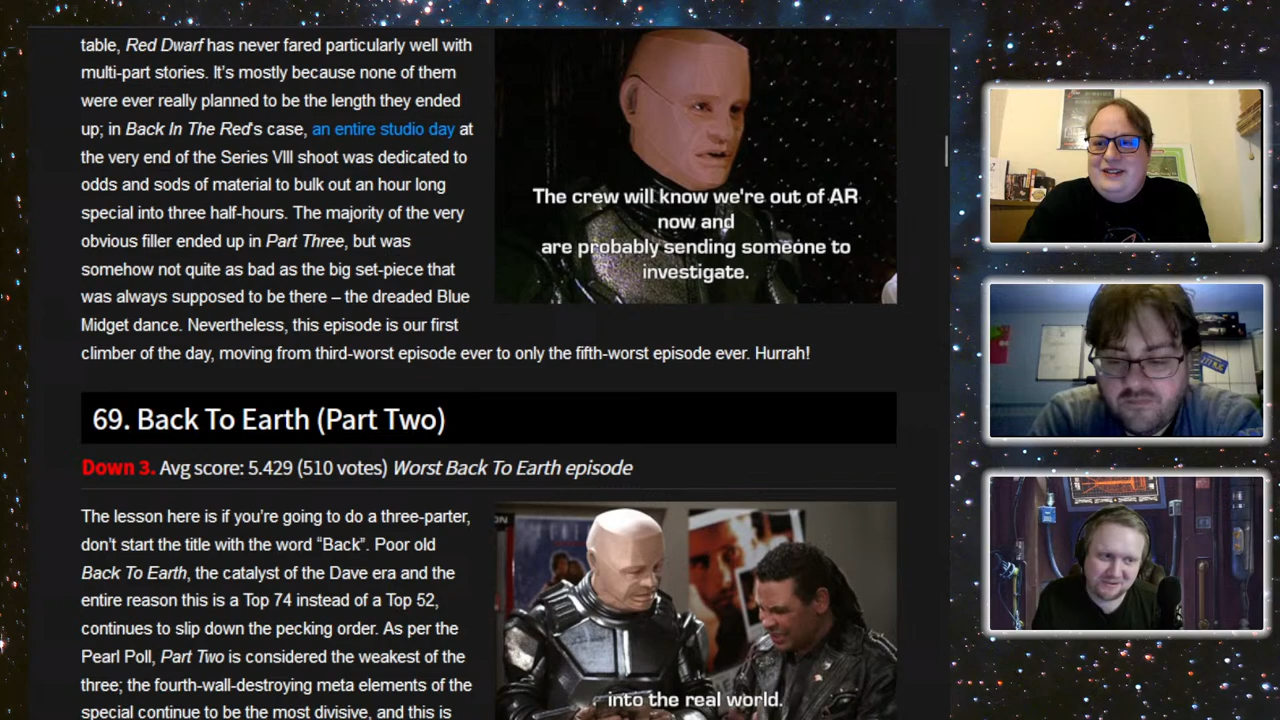 table, Red Dwarf has never fared particularly well with
multi-part stories. It's mostly because none of them
were ever really planned to be the length they ended
up; in Back In The Red's case, an entire studio day at
the very end of the Series VIII shoot was dedicated to
odds and sods of material to bulk out an hour long
special into three half-hours. The majority of the very
obvious filler ended up in Part Three, but was
somehow not quite as bad as the big set-piece that
was always supposed to be there – the dreaded Blue
Midget dance. Nevertheless, this episode is our first
climber of the day, moving from third-worst episode ever to only the fifth-worst episode ever. Hurrah!
The crew will know we're out of AR
now and
are probably sending someone to
investigate.
69. Back To Earth (Part Two)
Down 3. Avg score: 5.429 (510 votes) Worst Back To Earth episode
The lesson here is if you're going to do a three-parter,
don't start the title with the word “Back”. Poor old
Back To Earth, the catalyst of the Dave era and the
entire reason this is a Top 74 instead of a Top 52,
continues to slip down the pecking order. As per the
Pearl Poll, Part Two is considered the weakest of the
three; the fourth-wall-destroying meta elements of the
special continue to be the most divisive, and this is
into the real world.